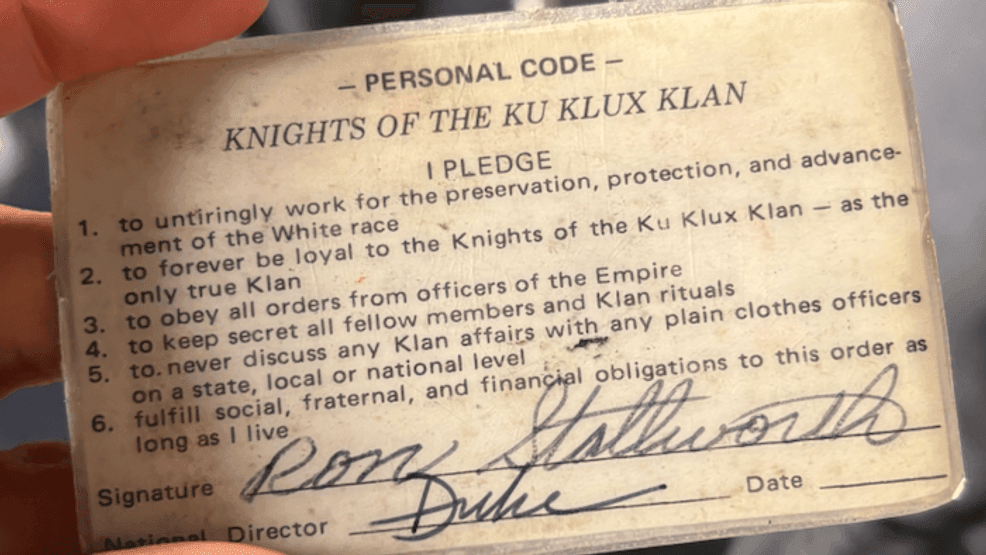 – PERSONAL CODE –
KNIGHTS OF THE KU KLUX KLAN
I PLEDGE
1. to untiringly work for the preservation, protection, and advance-
ment of the White race
2. to forever be loyal to the Knights of the Ku Klux Klan – as the
only true Klan
3. to obey all orders from officers of the Empire
4. to keep secret all fellow members and Klan rituals
5. to never discuss any Klan affairs with any plain clothes officers
on a state, local or national level
6. fulfill social, fraternal, and financial obligations to this order as
long as I live
Signature Ron Stallworth
National Director Duke Date